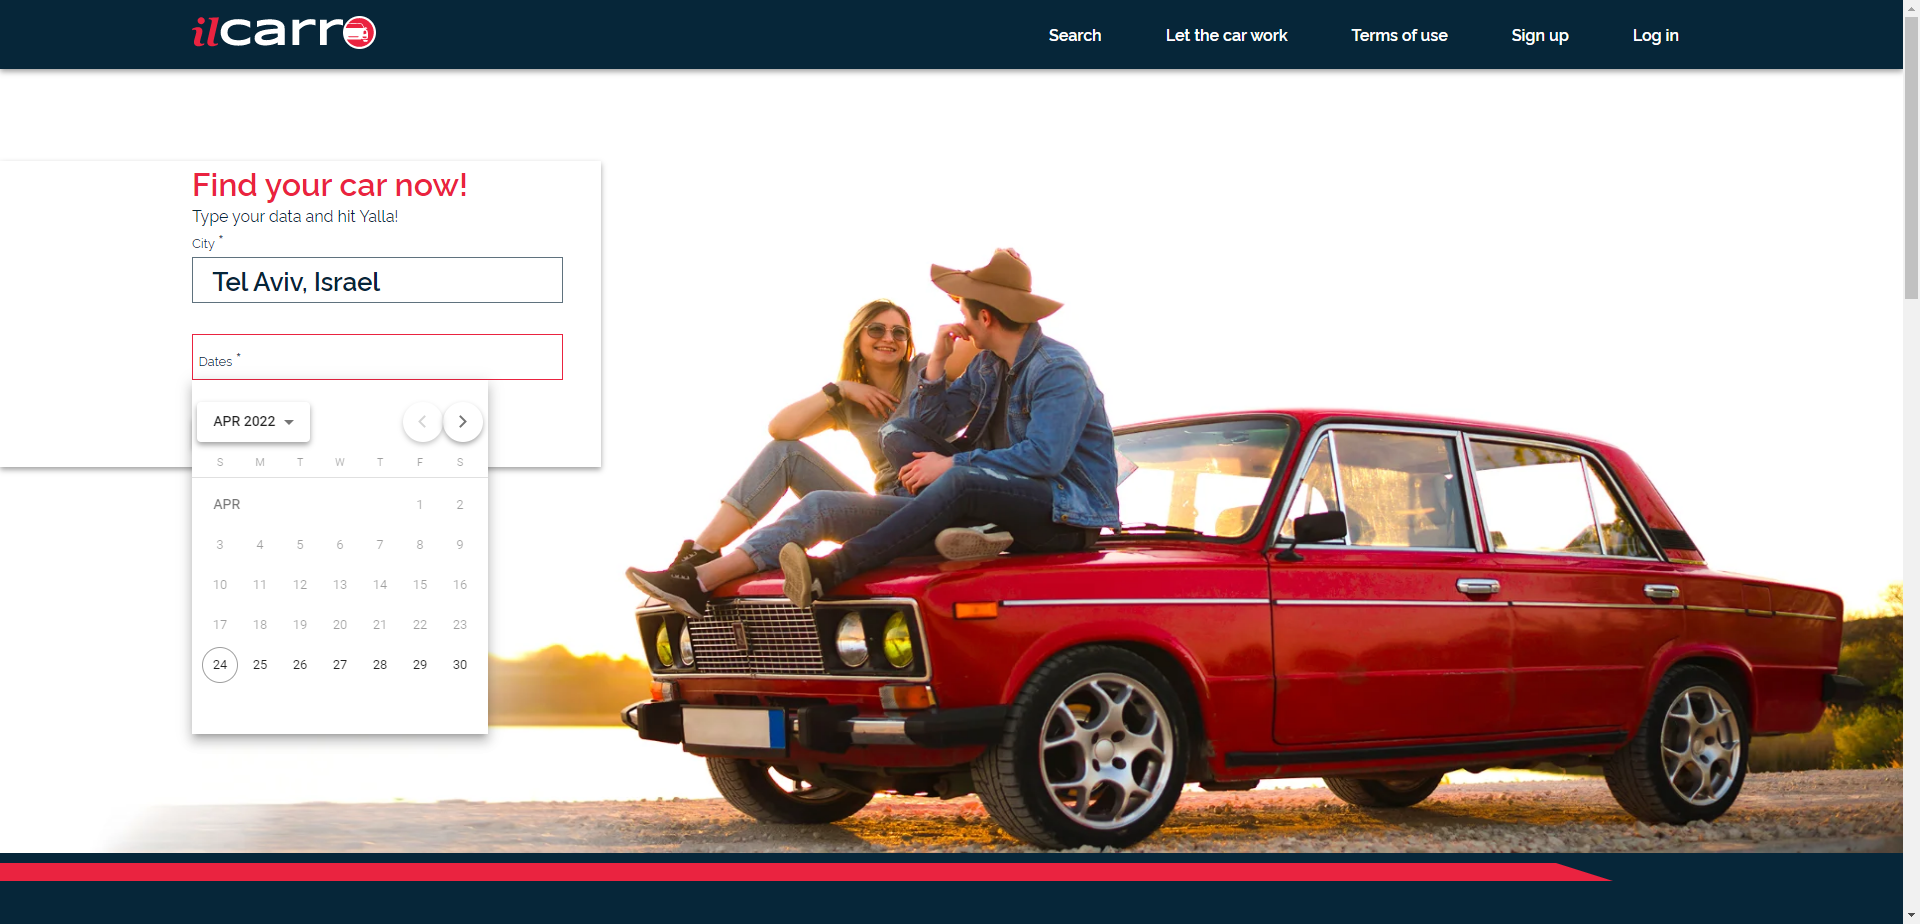 ilcarro
Search Let the car work Terms of use Sign up Log in
Find your car now!
Type your data and hit Yalla!
City *
Tel Aviv, Israel
Dates *
APR 2022
S M T W T F S
APR 1 2
3 4 5 6 7 8 9
10 11 12 13 14 15 16
17 18 19 20 21 22 23
24 25 26 27 28 29 30